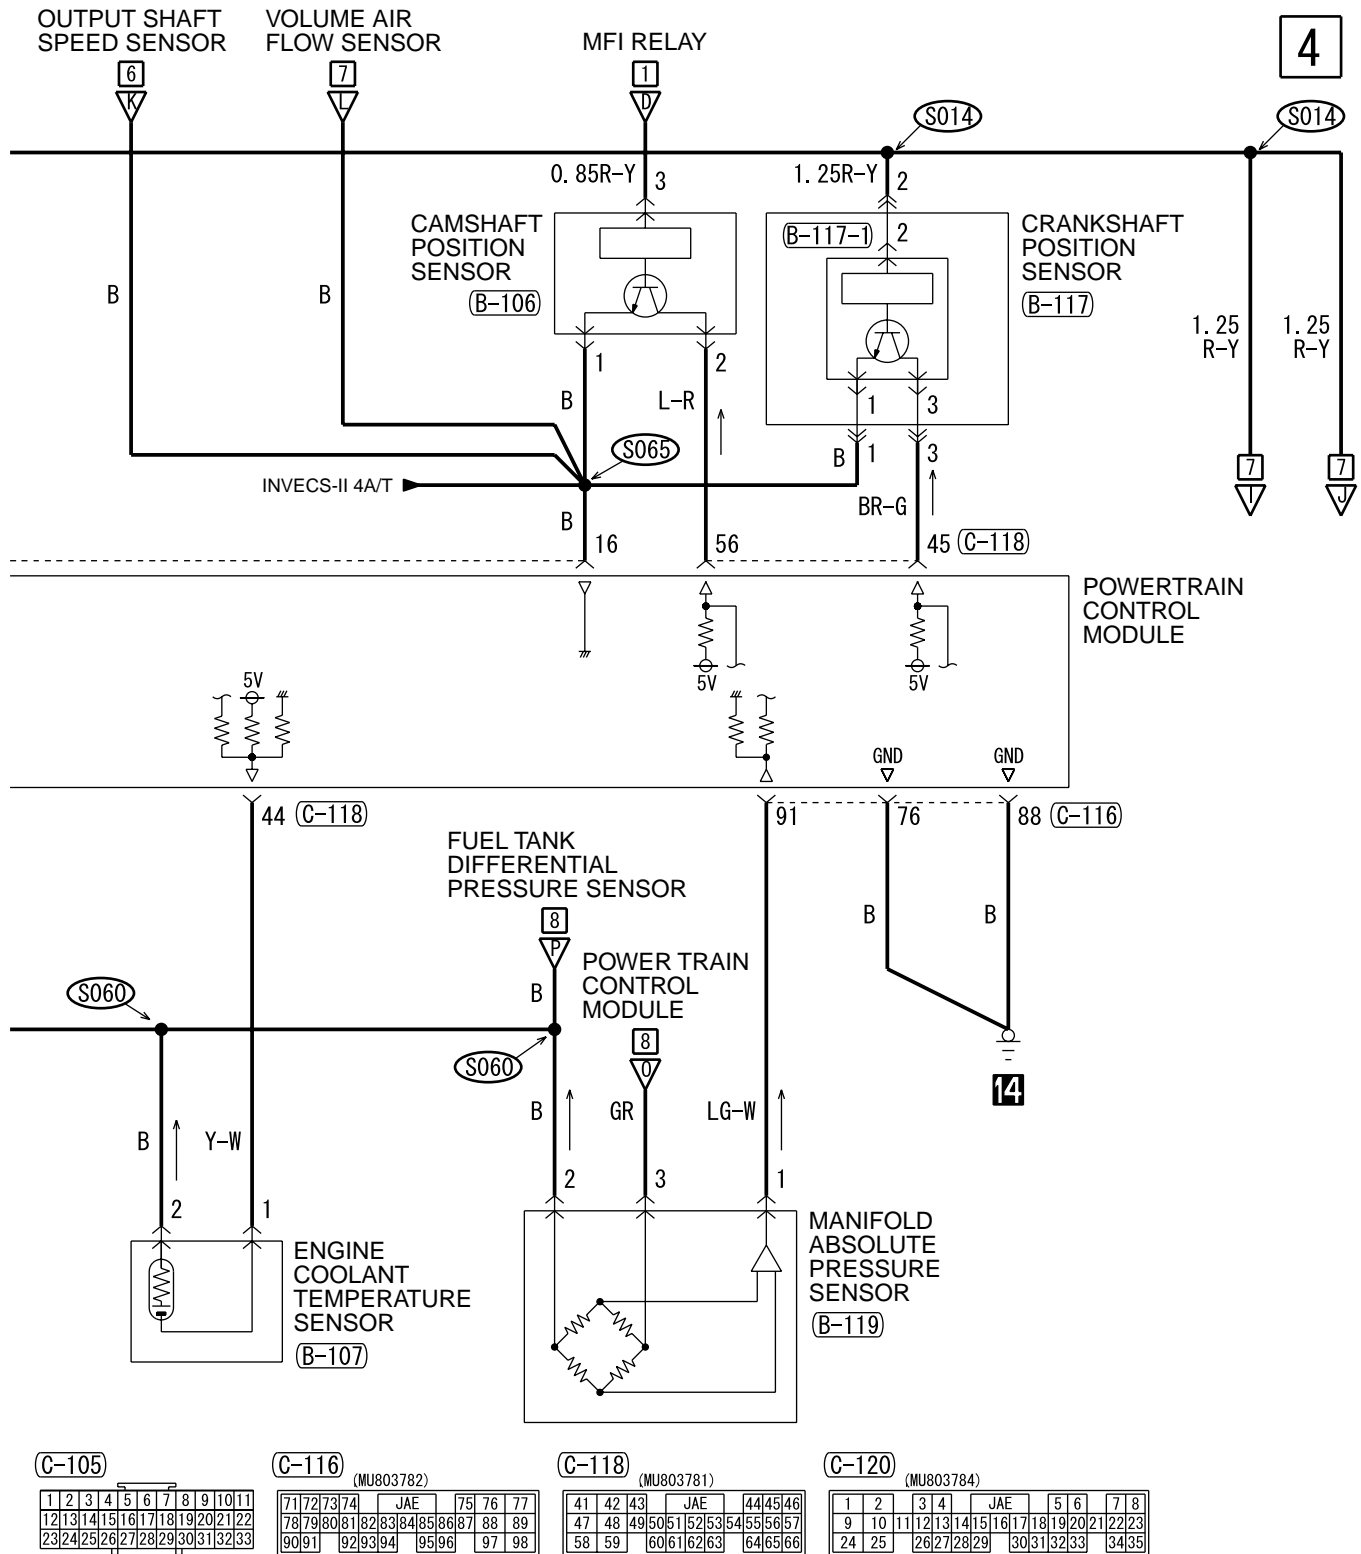 OUTPUT SHAFT
SPEED SENSOR
VOLUME AIR
FLOW SENSOR
MFI RELAY
4
6
7
1
K
L
D
S014
S014
0.85R-Y
3
1.25R-Y
2
CAMSHAFT
POSITION
SENSOR
B-106
B-117-1
2
CRANKSHAFT
POSITION
SENSOR
B-117
B
B
1.25
R-Y
1.25
R-Y
1
2
1
3
B
L-R
S065
B
1
3
INVECS-II 4A/T
BR-G
7
7
I
J
B
16
56
45
C-118
POWERTRAIN
CONTROL
MODULE
5V
5V
5V
GND
GND
44
C-118
91
76
88
C-116
FUEL TANK
DIFFERENTIAL
PRESSURE SENSOR
8
P
B
B
POWER TRAIN
CONTROL
MODULE
S060
B
8
O
S060
14
B
Y-W
B
GR
LG-W
2
1
2
3
1
ENGINE
COOLANT
TEMPERATURE
SENSOR
B-107
MANIFOLD
ABSOLUTE
PRESSURE
SENSOR
B-119
C-105
1 2 3 4 5 6 7 8 9 10 11
12 13 14 15 16 17 18 19 20 21 22
23 24 25 26 27 28 29 30 31 32 33
C-116
(MU803782)
71 72 73 74 JAE 75 76 77
78 79 80 81 82 83 84 85 86 87 88 89
90 91 92 93 94 95 96 97 98
C-118
(MU803781)
41 42 43 JAE 44 45 46
47 48 49 50 51 52 53 54 55 56 57
58 59 60 61 62 63 64 65 66
C-120
(MU803784)
1 2 3 4 JAE 5 6 7 8
9 10 11 12 13 14 15 16 17 18 19 20 21 22 23
24 25 26 27 28 29 30 31 32 33 34 35